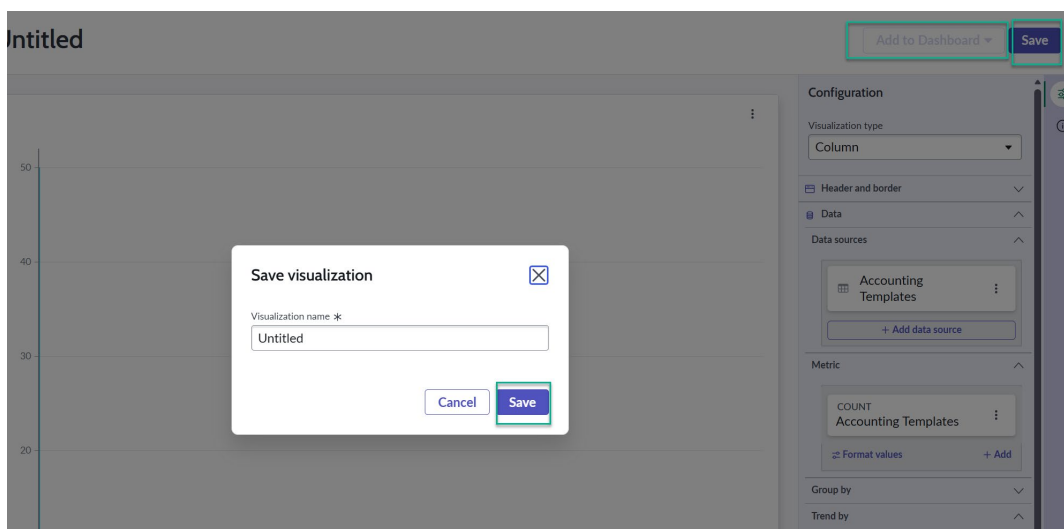 Untitled
Add to Dashboard
Save
Configuration
Visualization type
Column
Header and border
Data
Data sources
Accounting
Templates
+ Add data source
Metric
COUNT
Accounting Templates
Format values
+ Add
Group by
Trend by
50
40
30
20
Save visualization
Visualization name *
Untitled
Cancel
Save